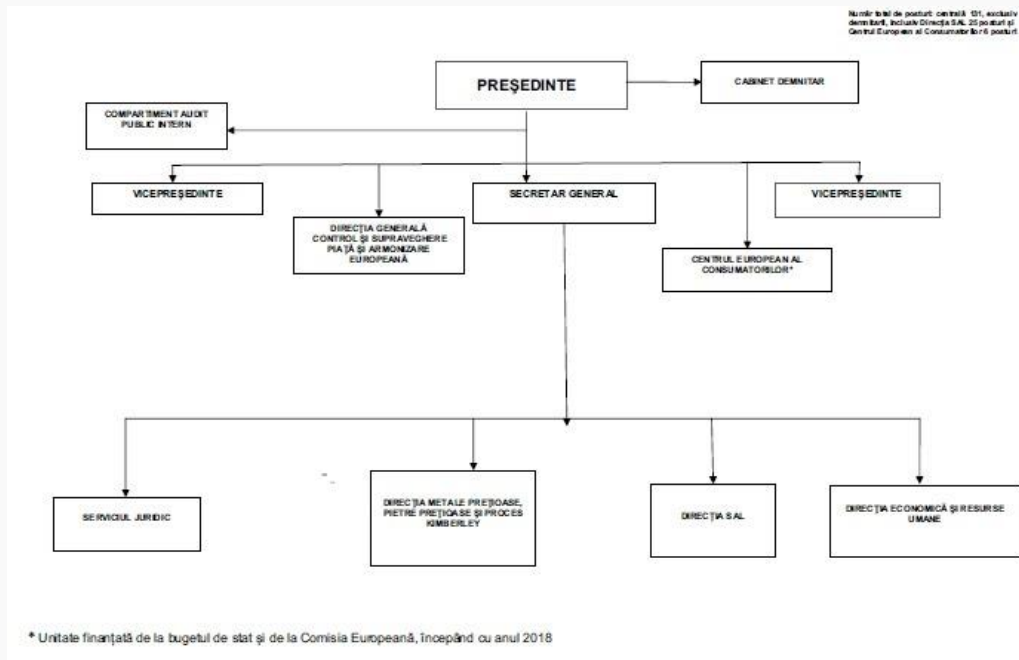 Număr total de posturi: centrală 131, exclusiv
demnitarii, inclusiv Direcția SAL 25 posturi și
Centrul European al Consumatorilor 6 posturi
PREȘEDINTE
CABINET DEMNITAR
COMPARTIMENT AUDIT
PUBLIC INTERN
VICEPREȘEDINTE
SECRETAR GENERAL
VICEPREȘEDINTE
DIRECȚIA GENERALĂ
CONTROL ȘI SUPRAVEGHERE
PIAȚĂ ȘI ARMONIZARE
EUROPEANĂ
CENTRUL EUROPEAN AL
CONSUMATORILOR*
SERVICIUL JURIDIC
DIRECȚIA METALE PREȚIOASE,
PIETRE PREȚIOASE ȘI PROCES
KIMBERLEY
DIRECȚIA SAL
DIRECȚIA ECONOMICĂ ȘI RESURSE
UMANE
* Unitate finanțată de la bugetul de stat și de la Comisia Europeană, începând cu anul 2018